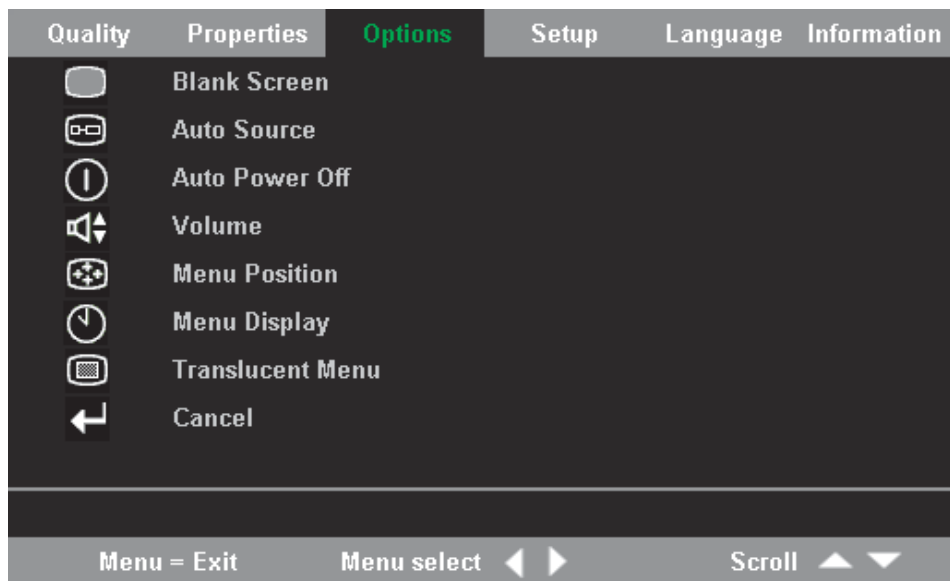 Quality Properties Options Setup Language Information
Blank Screen
Auto Source
Auto Power Off
Volume
Menu Position
Menu Display
Translucent Menu
Cancel
Menu = Exit Menu select Scroll